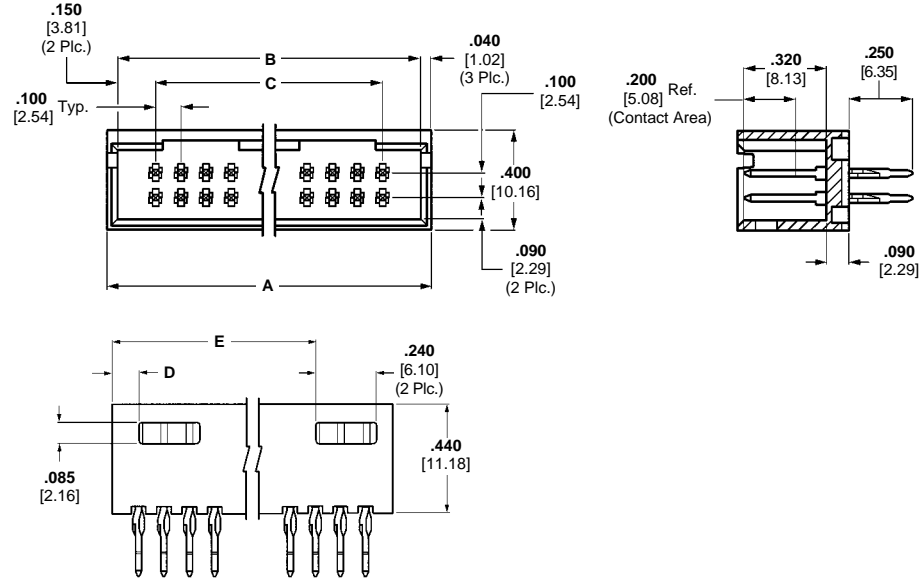 .150
[3.81]
(2 Plc.)
B
C
.040
[1.02]
(3 Plc.)
.100
[2.54]
Typ.
.100
[2.54]
.400
[10.16]
.090
[2.29]
(2 Plc.)
A
.320
[8.13]
.250
[6.35]
.200
[5.08]
Ref.
(Contact Area)
.090
[2.29]
E
D
.240
[6.10]
(2 Plc.)
.085
[2.16]
.440
[11.18]